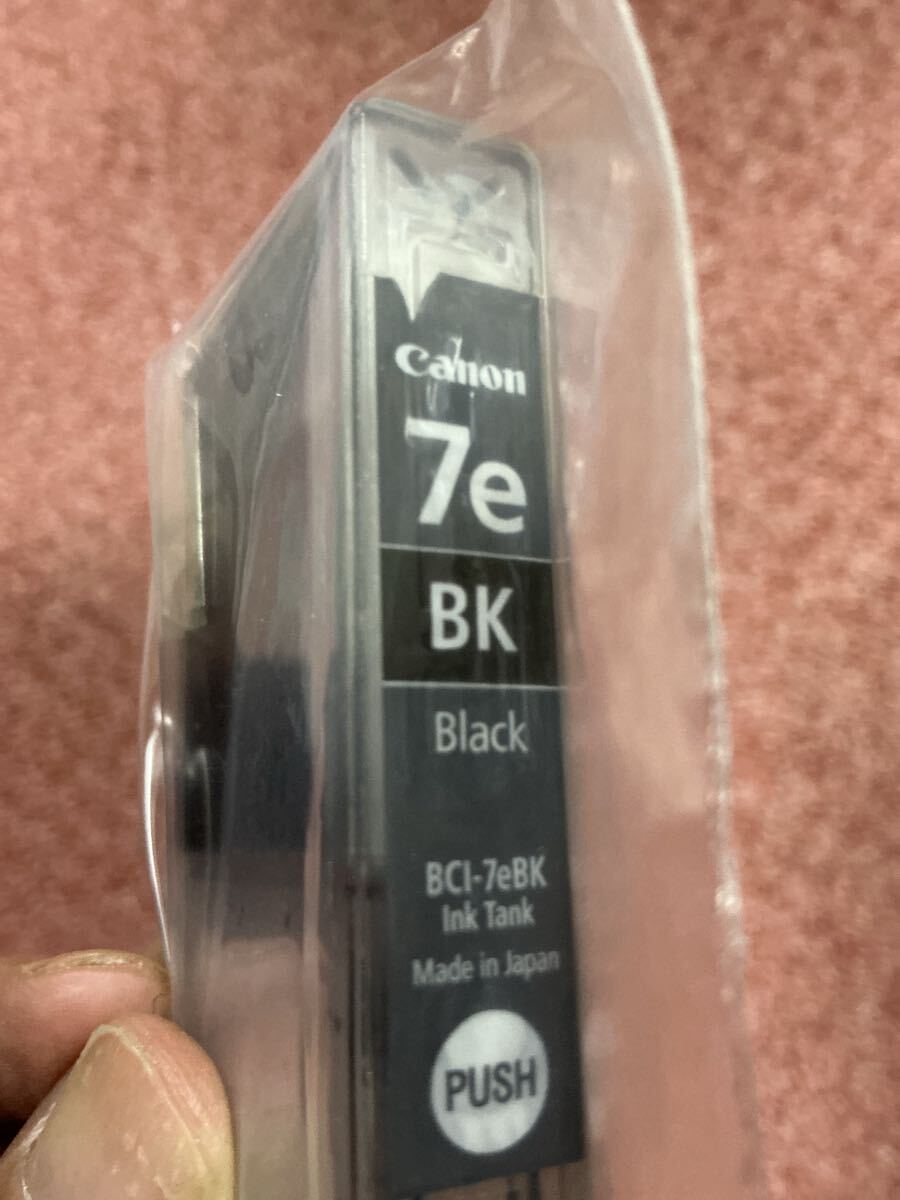 Canon
7e
BK
Black
BCI-7eBK
Ink Tank
Made in Japan
PUSH